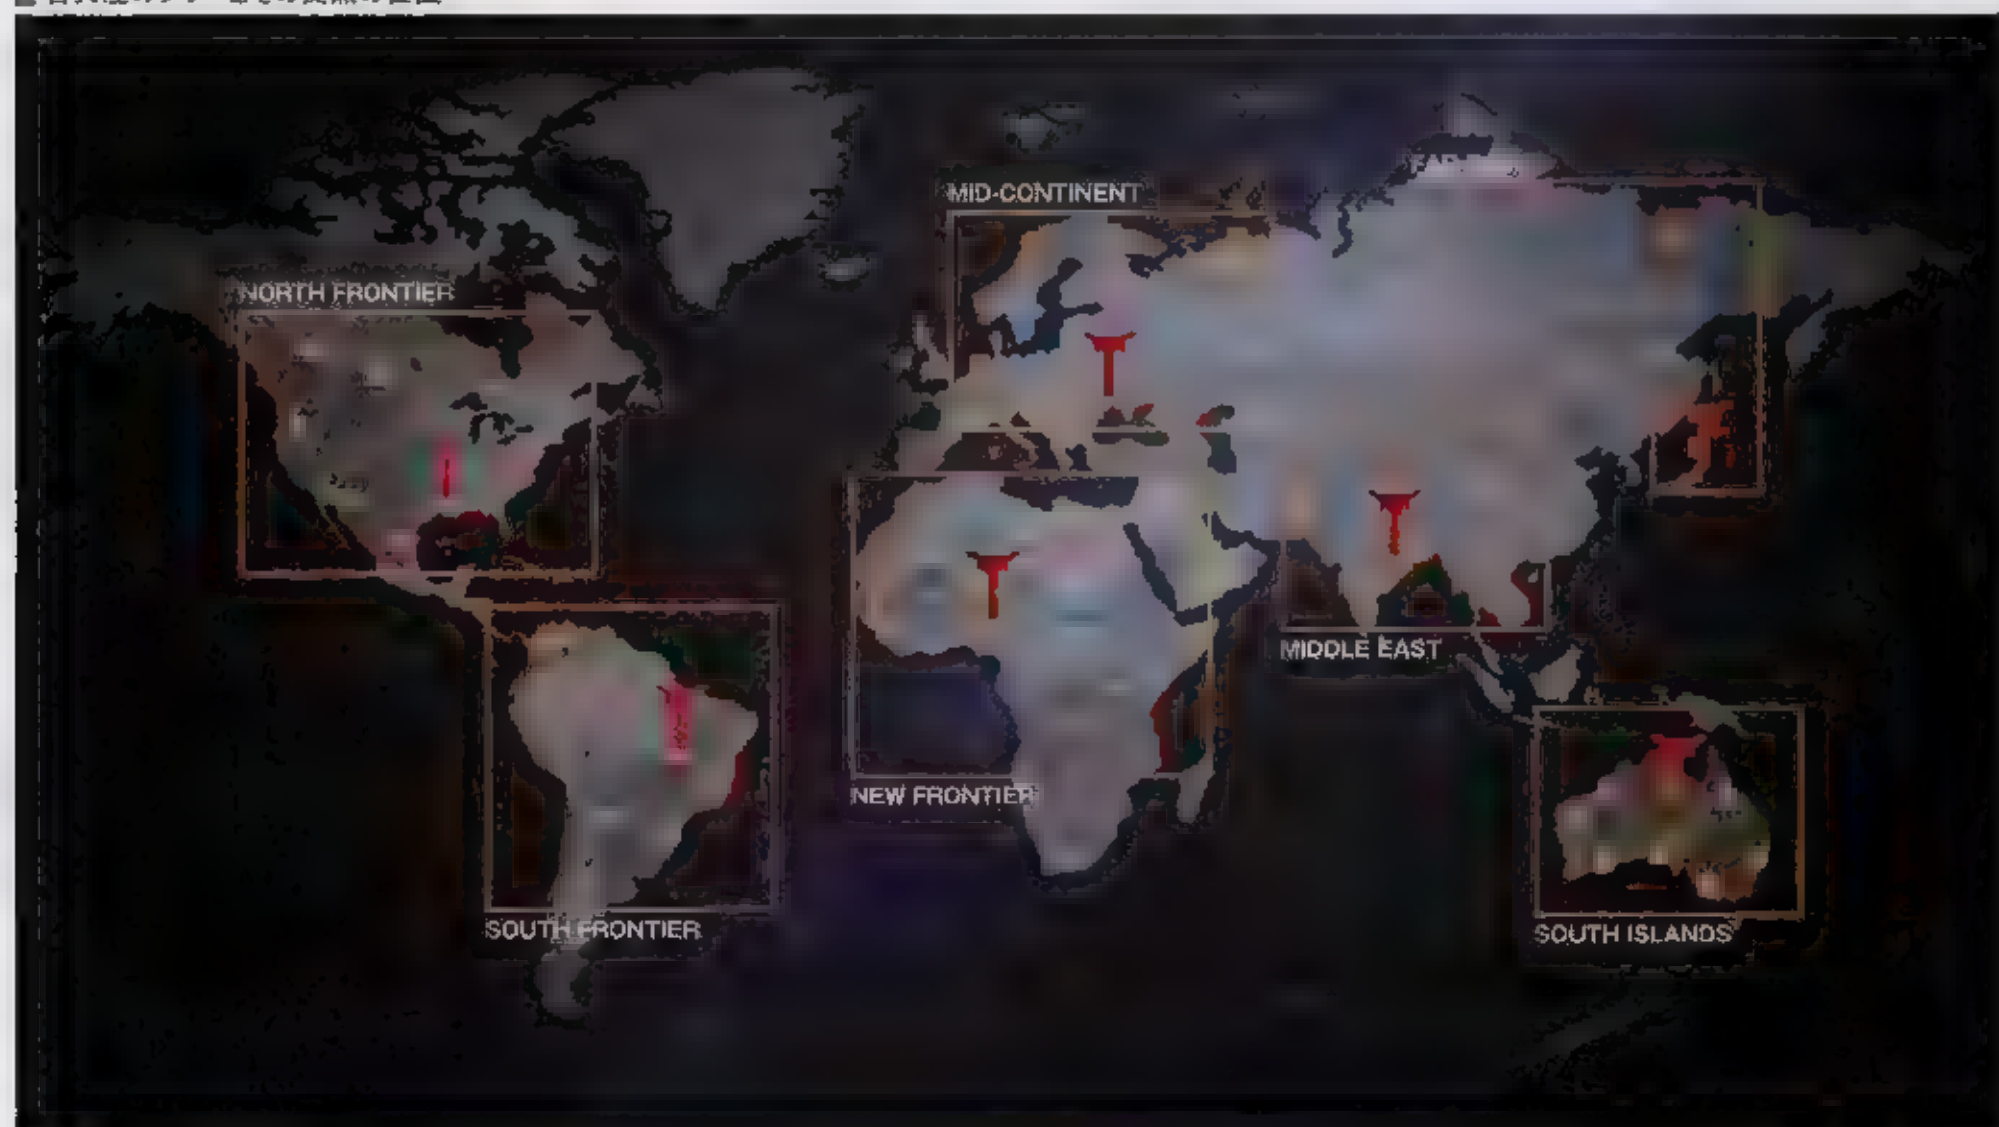 MID-CONTINENT
NORTH FRONTIER
MIDDLE EAST
NEW FRONTIER
SOUTH FRONTIER
SOUTH ISLANDS